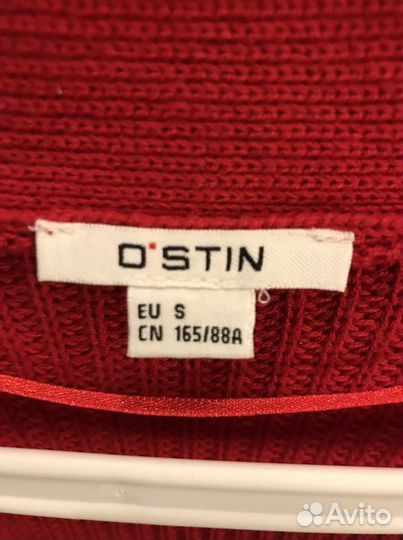 O'STIN
EU S
CN 165/88A
Avito